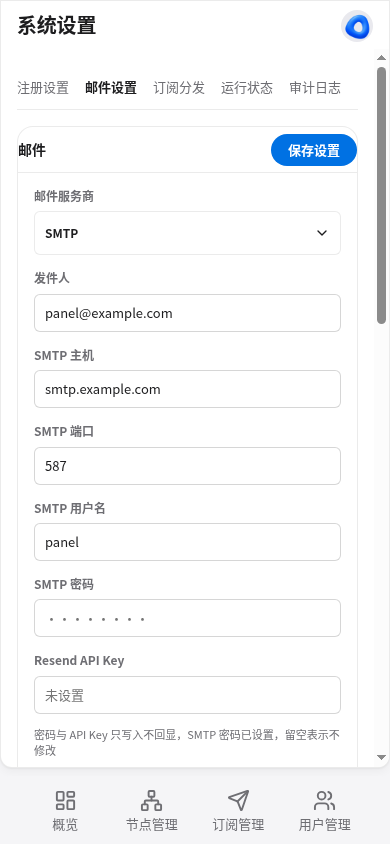 系统设置
注册设置 邮件设置 订阅分发 运行状态 审计日志
邮件 保存设置
邮件服务商
SMTP
发件人
panel@example.com
SMTP 主机
smtp.example.com
SMTP 端口
587
SMTP 用户名
panel
SMTP 密码
• • • • • • • •
Resend API Key
未设置
密码与 API Key 只写入不回显，SMTP 密码已设置，留空表示不
修改
概览 节点管理 订阅管理 用户管理